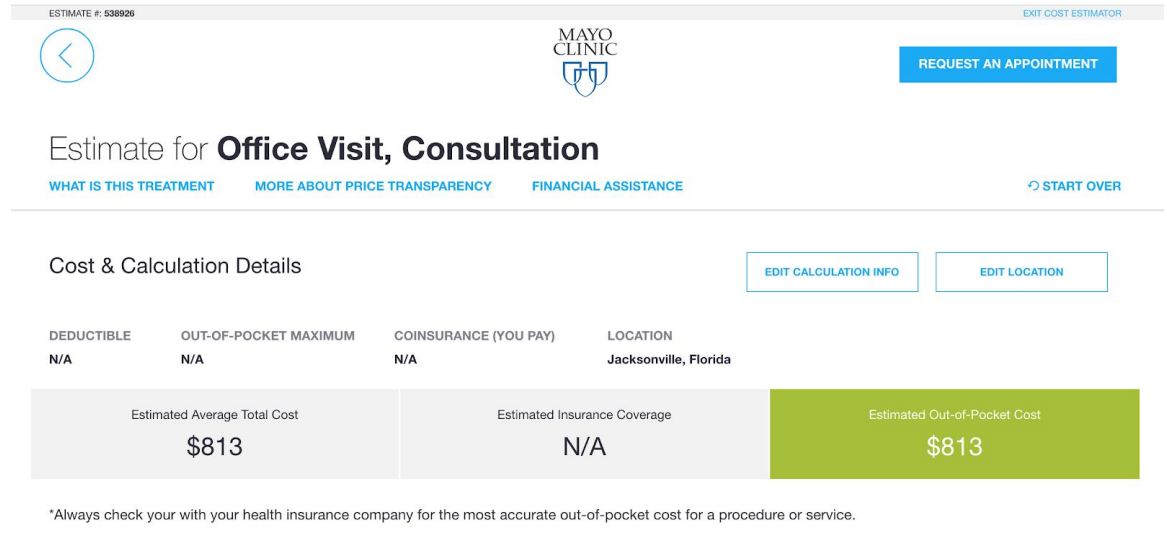 ESTIMATE #: 538926
EXIT COST ESTIMATOR
MAYO
CLINIC
REQUEST AN APPOINTMENT
Estimate for Office Visit, Consultation
WHAT IS THIS TREATMENT
MORE ABOUT PRICE TRANSPARENCY
FINANCIAL ASSISTANCE
START OVER
Cost & Calculation Details
EDIT CALCULATION INFO
EDIT LOCATION
DEDUCTIBLE
OUT-OF-POCKET MAXIMUM
COINSURANCE (YOU PAY)
LOCATION
N/A
N/A
N/A
Jacksonville, Florida
Estimated Average Total Cost
$813
Estimated Insurance Coverage
N/A
Estimated Out-of-Pocket Cost
$813
*Always check your with your health insurance company for the most accurate out-of-pocket cost for a procedure or service.